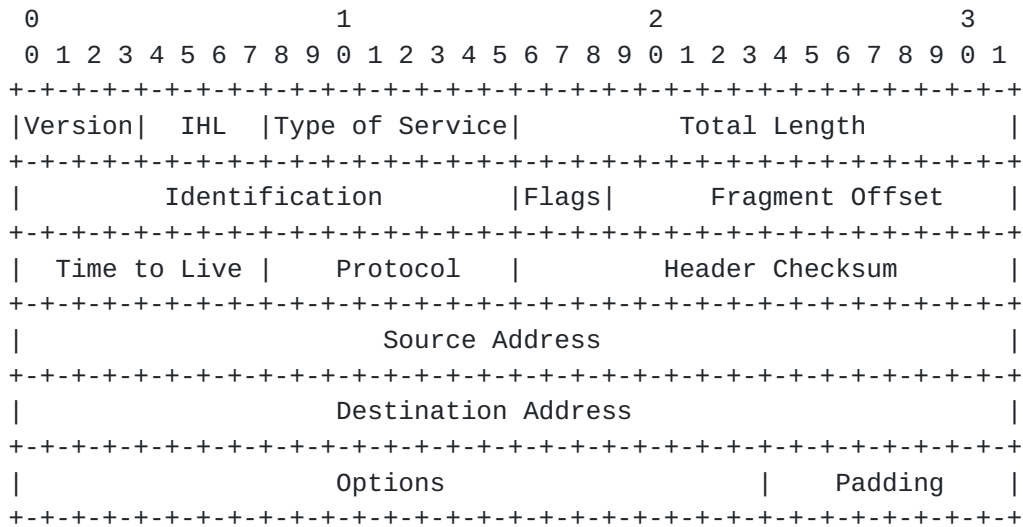 0                   1                   2                   3
 0 1 2 3 4 5 6 7 8 9 0 1 2 3 4 5 6 7 8 9 0 1 2 3 4 5 6 7 8 9 0 1
+-+-+-+-+-+-+-+-+-+-+-+-+-+-+-+-+-+-+-+-+-+-+-+-+-+-+-+-+-+-+-+-+
|Version|  IHL  |Type of Service|          Total Length         |
+-+-+-+-+-+-+-+-+-+-+-+-+-+-+-+-+-+-+-+-+-+-+-+-+-+-+-+-+-+-+-+-+
|         Identification        |Flags|      Fragment Offset    |
+-+-+-+-+-+-+-+-+-+-+-+-+-+-+-+-+-+-+-+-+-+-+-+-+-+-+-+-+-+-+-+-+
|  Time to Live |    Protocol   |         Header Checksum       |
+-+-+-+-+-+-+-+-+-+-+-+-+-+-+-+-+-+-+-+-+-+-+-+-+-+-+-+-+-+-+-+-+
|                       Source Address                          |
+-+-+-+-+-+-+-+-+-+-+-+-+-+-+-+-+-+-+-+-+-+-+-+-+-+-+-+-+-+-+-+-+
|                    Destination Address                        |
+-+-+-+-+-+-+-+-+-+-+-+-+-+-+-+-+-+-+-+-+-+-+-+-+-+-+-+-+-+-+-+-+
|                    Options                    |    Padding    |
+-+-+-+-+-+-+-+-+-+-+-+-+-+-+-+-+-+-+-+-+-+-+-+-+-+-+-+-+-+-+-+-+